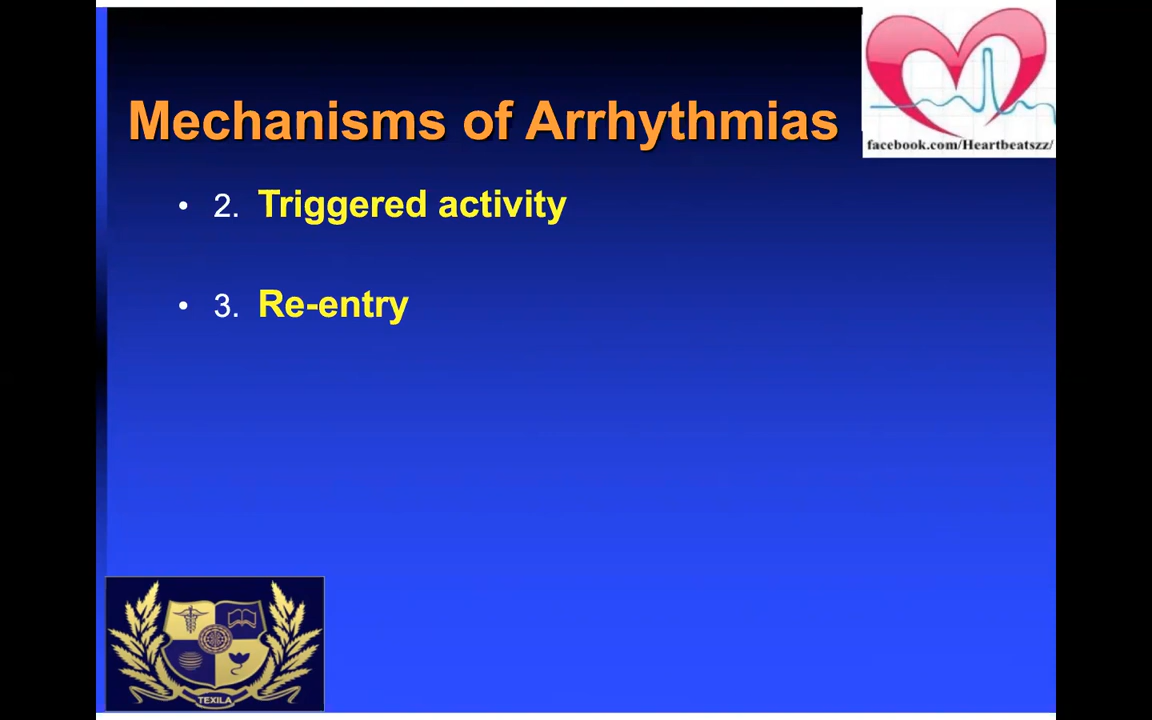 Mechanisms of Arrhythmias
facebook.com/Heartbeatszz/
• 2. Triggered activity
• 3. Re-entry
TEXILA